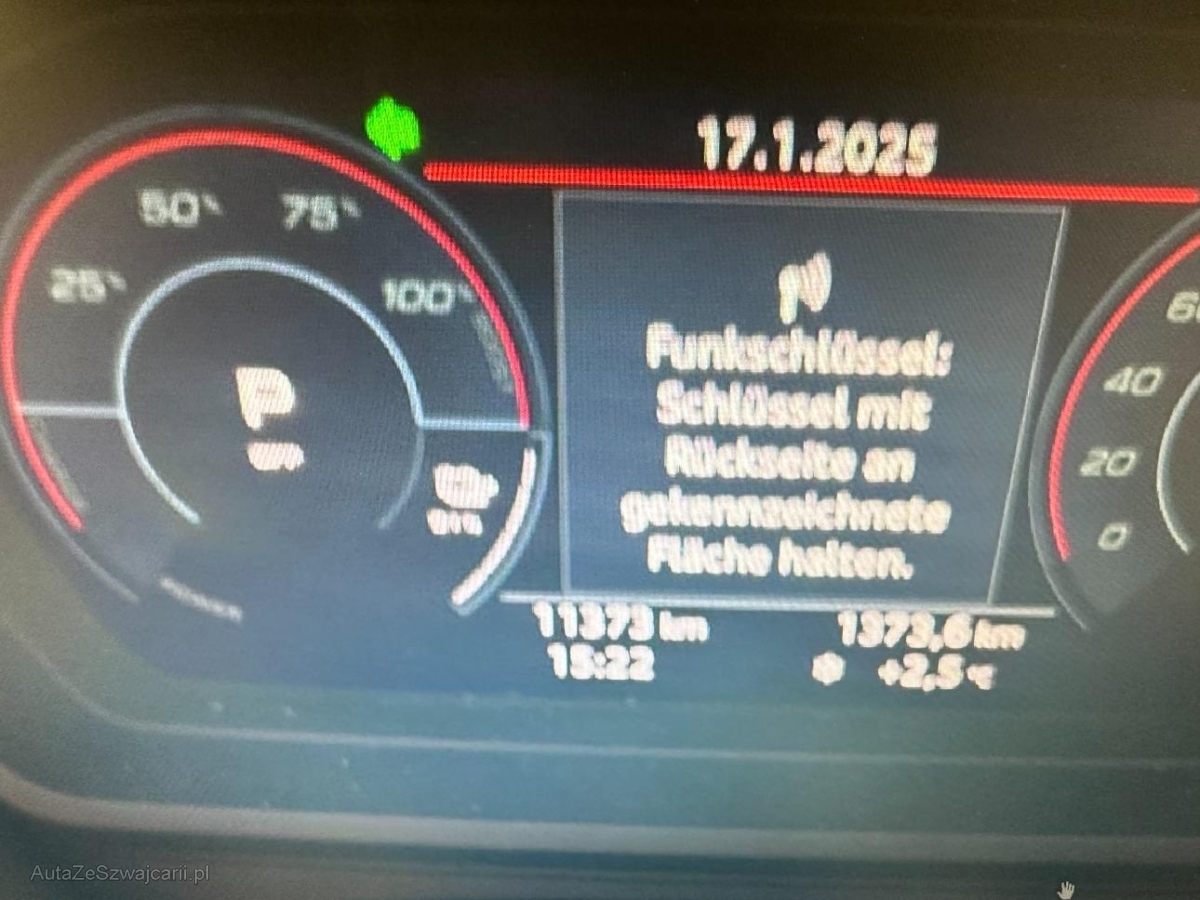 17.1.2025
50%
75%
25%
100%
P
Funkschlüssel:
Schlüssel mit
Rückseite an
gekennzeichnete
Fläche halten.
60
40
20
0
POWER
11373 km
1373,6 km
15:22
+2,5 °C
AutaZeSzwajcarii.pl